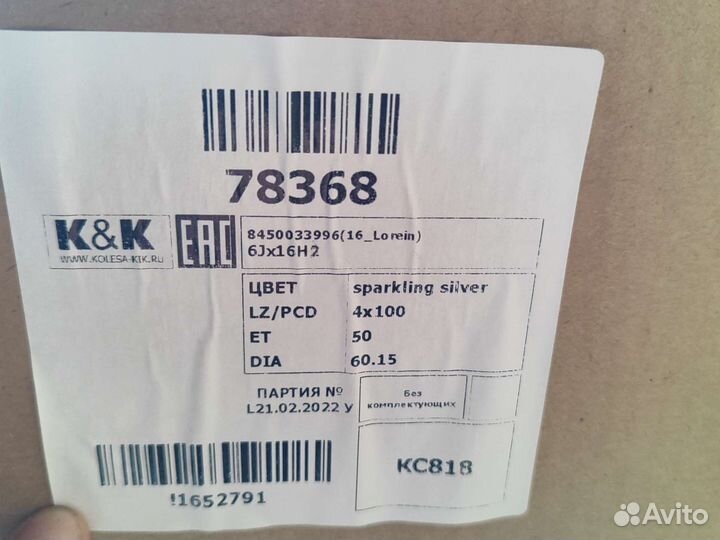 78368
K&K
WWW.KOLESA-KIK.RU
EAC
8450033996(16_Lorein)
6Jx16H2
ЦВЕТ sparkling silver
LZ/PCD 4x100
ET 50
DIA 60.15
ПАРТИЯ №
L21.02.2022 у
Без
комплектующих
KC818
!1652791
Avito